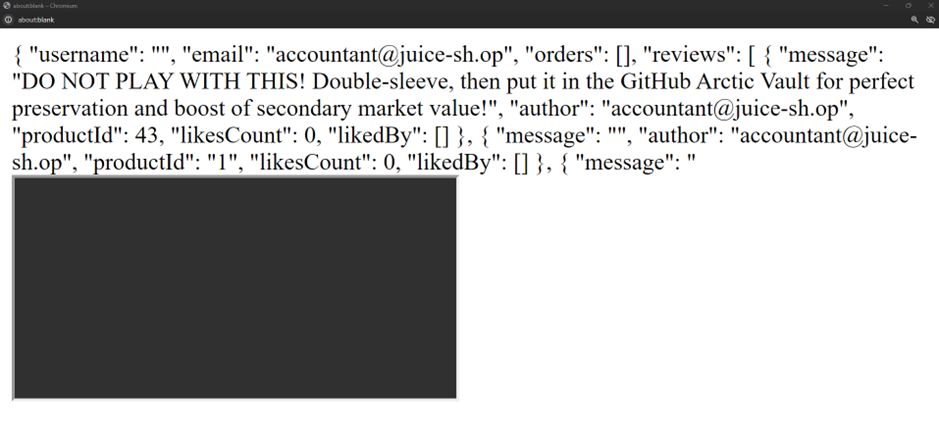 about:blank - Chromium
about:blank
{ "username": "", "email": "accountant@juice-sh.op", "orders": [], "reviews": [ { "message":
"DO NOT PLAY WITH THIS! Double-sleeve, then put it in the GitHub Arctic Vault for perfect
preservation and boost of secondary market value!", "author": "accountant@juice-sh.op",
"productId": 43, "likesCount": 0, "likedBy": [] }, { "message": "", "author": "accountant@juice-
sh.op", "productId": "1", "likesCount": 0, "likedBy": [] }, { "message": "